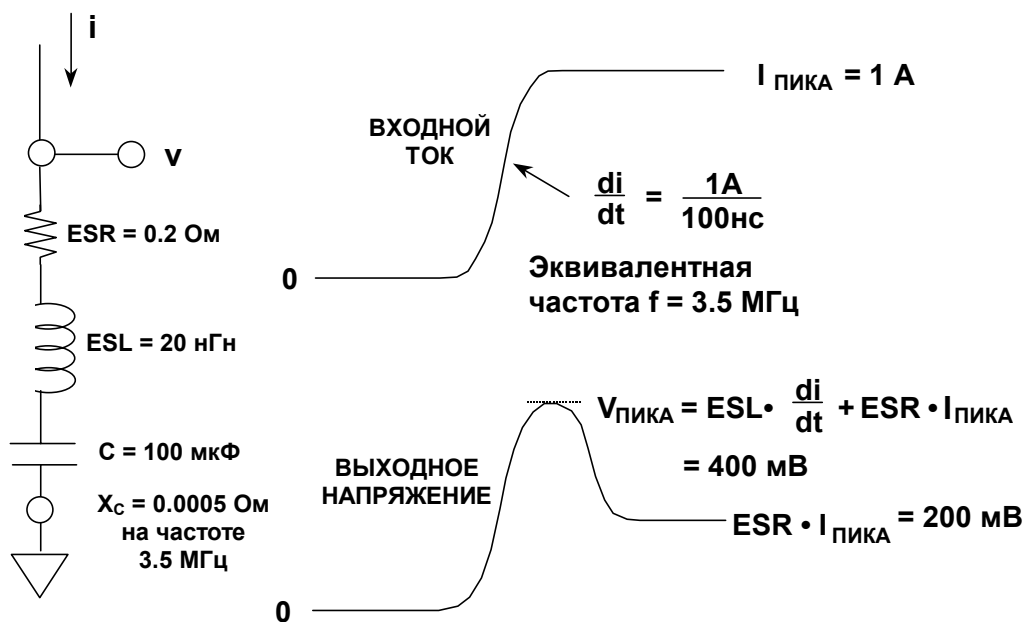 i
v
ESR = 0.2 Ом
ESL = 20 нГн
C = 100 мкФ
XC = 0.0005 Ом
на частоте
3.5 МГц
ВХОДНОЙ
ТОК
0
I ПИКА = 1 А
di/dt = 1А/100нс
Эквивалентная
частота f = 3.5 МГц
ВЫХОДНОЕ
НАПРЯЖЕНИЕ
0
VПИКА = ESL• di/dt + ESR • IПИКА
= 400 мВ
ESR • I ПИКА = 200 мВ